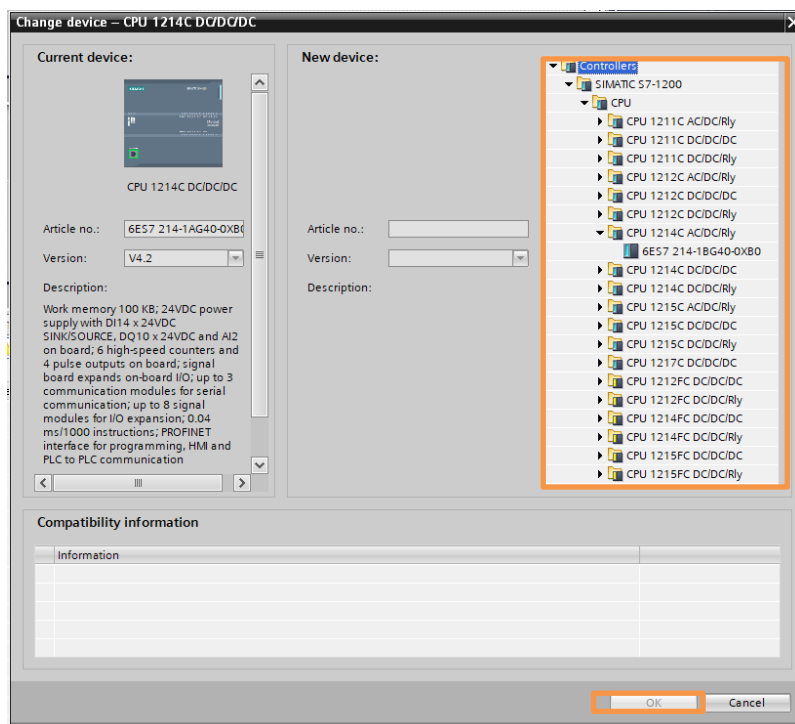 Change device – CPU 1214C DC/DC/DC
Current device:
CPU 1214C DC/DC/DC
Article no.:
6ES7 214-1AG40-0XB0
Version:
V4.2
Description:
Work memory 100 KB; 24VDC power
supply with DI14 x 24VDC
SINK/SOURCE, DQ10 x 24VDC and AI2
on board; 6 high-speed counters and
4 pulse outputs on board; signal
board expands on-board I/O; up to 3
communication modules for serial
communication; up to 8 signal
modules for I/O expansion; 0.04
ms/1000 instructions; PROFINET
interface for programming, HMI and
PLC to PLC communication
New device:
Article no.:
Version:
Description:
Controllers
SIMATIC S7-1200
CPU
CPU 1211C AC/DC/Rly
CPU 1211C DC/DC/DC
CPU 1211C DC/DC/Rly
CPU 1212C AC/DC/Rly
CPU 1212C DC/DC/DC
CPU 1212C DC/DC/Rly
CPU 1214C AC/DC/Rly
6ES7 214-1BG40-0XB0
CPU 1214C DC/DC/DC
CPU 1214C DC/DC/Rly
CPU 1215C AC/DC/Rly
CPU 1215C DC/DC/DC
CPU 1215C DC/DC/Rly
CPU 1217C DC/DC/DC
CPU 1212FC DC/DC/DC
CPU 1212FC DC/DC/Rly
CPU 1214FC DC/DC/DC
CPU 1214FC DC/DC/Rly
CPU 1215FC DC/DC/DC
CPU 1215FC DC/DC/Rly
Compatibility information
Information
OK
Cancel